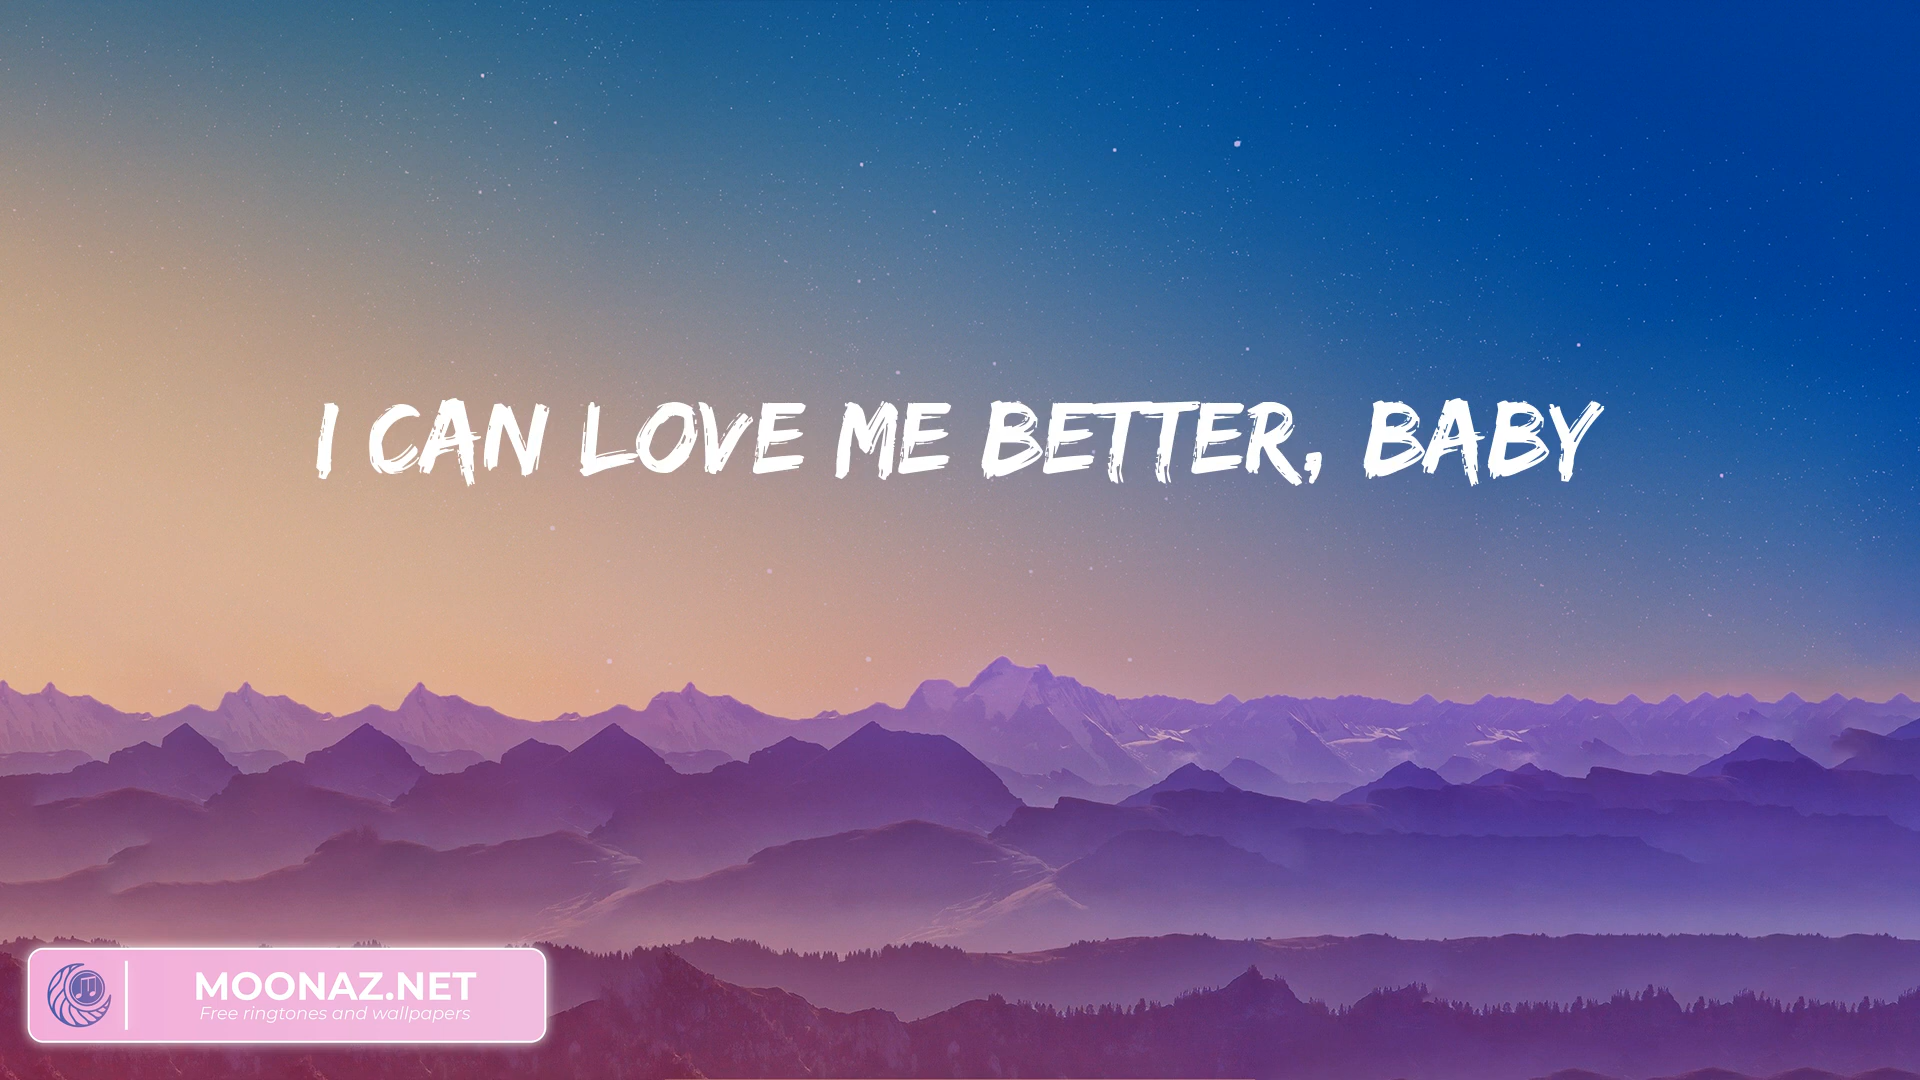 I CAN LOVE ME BETTER, BABY
MOONAZ.NET
Free ringtones and wallpapers